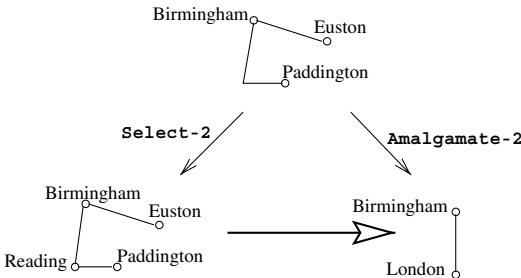 Birmingham
Euston
Paddington
Select-2
Amalgamate-2
Birmingham
Euston
Reading
Paddington
Birmingham
London